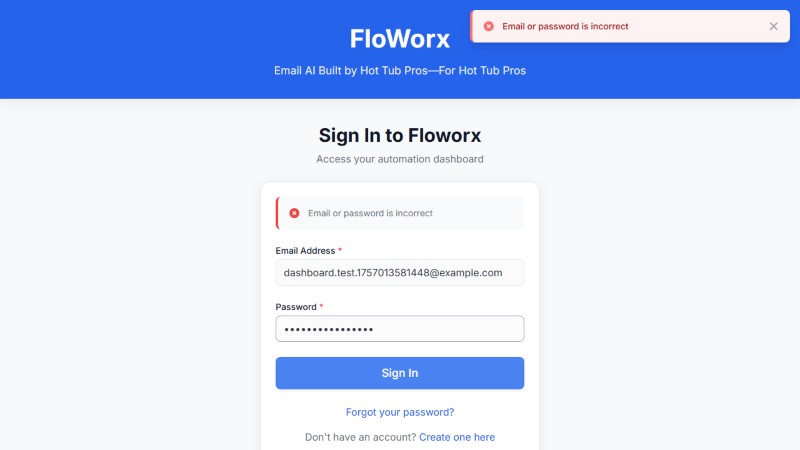 FloWorx
Email or password is incorrect
Email AI Built by Hot Tub Pros—For Hot Tub Pros
Sign In to Floworx
Access your automation dashboard
Email or password is incorrect
Email Address *
dashboard.test.1757013581448@example.com
Password *
••••••••••••••••
Sign In
Forgot your password?
Don't have an account? Create one here